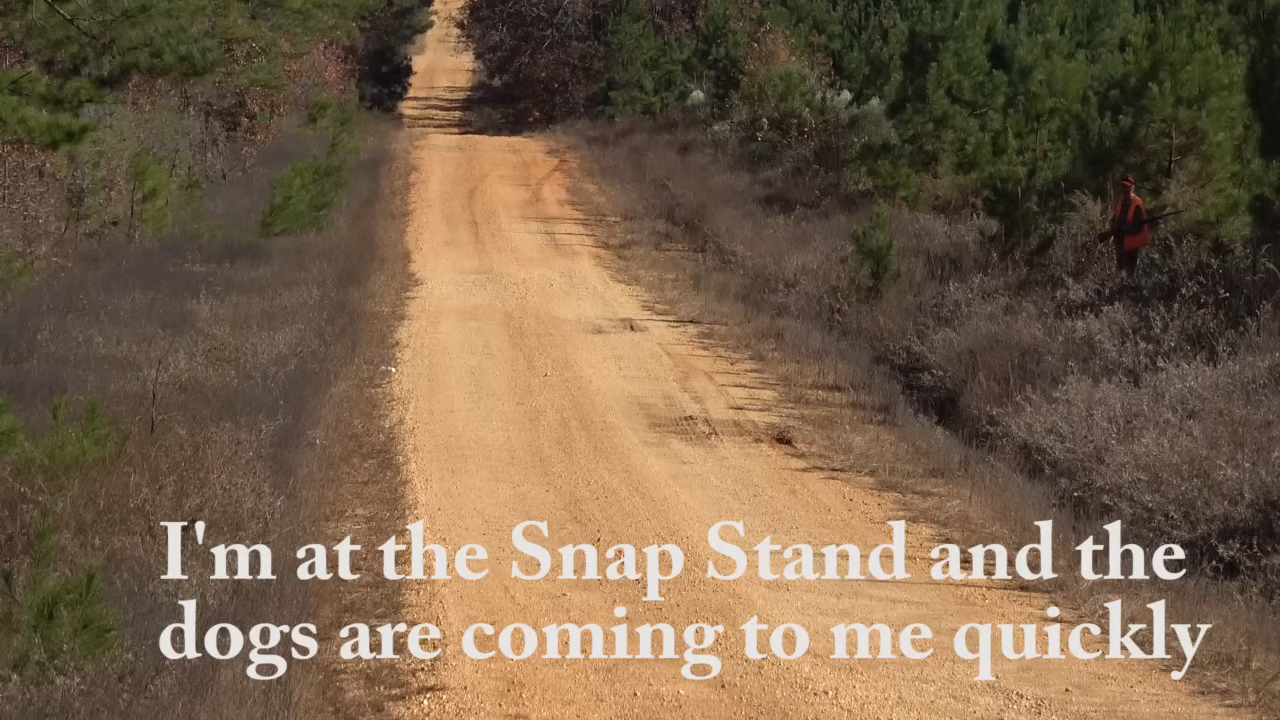 I'm at the Snap Stand and the
dogs are coming to me quickly